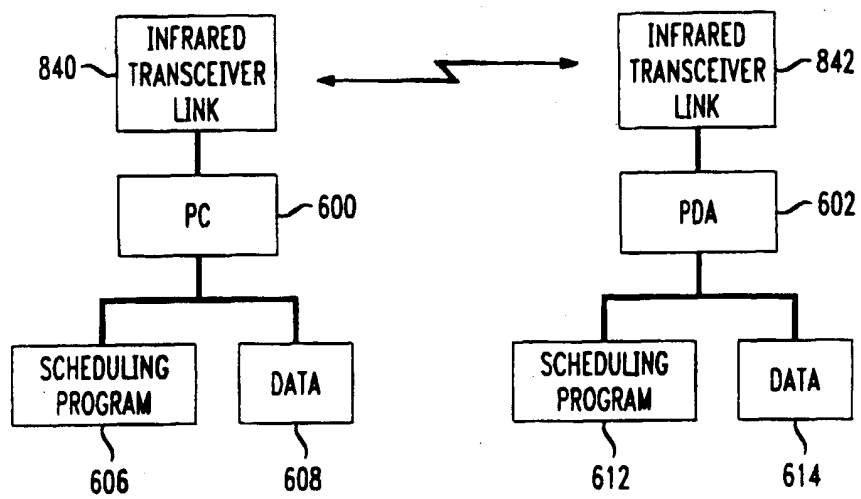 INFRARED
TRANSCEIVER
LINK
840
INFRARED
TRANSCEIVER
LINK
842
PC
600
PDA
602
SCHEDULING
PROGRAM
DATA
SCHEDULING
PROGRAM
DATA
606
608
612
614